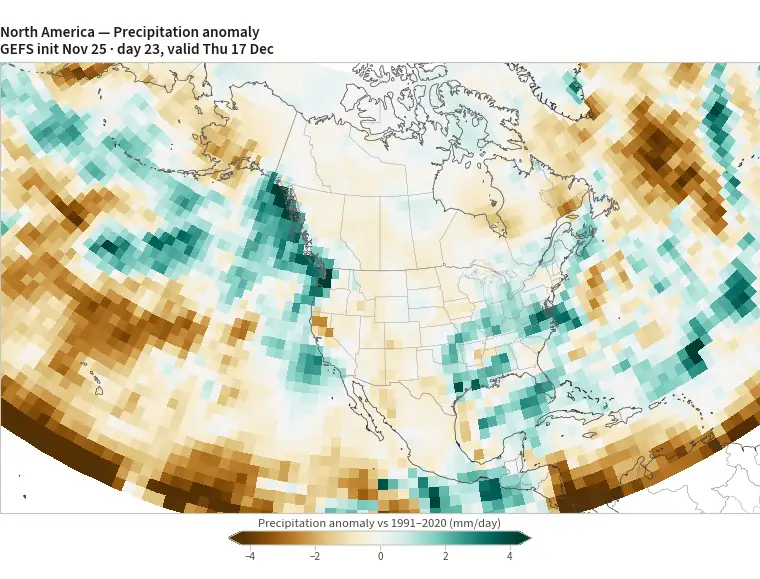 North America — Precipitation anomaly
GEFS init Nov 25 · day 23, valid Thu 17 Dec
Precipitation anomaly vs 1991–2020 (mm/day)
−4 −2 0 2 4